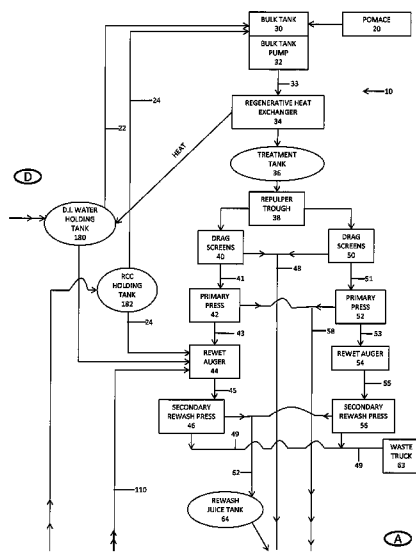 BULK TANK
30
POMACE
20
BULK TANK
PUMP
32
33
10
24
22
REGENERATIVE HEAT
EXCHANGER
34
HEAT
TREATMENT
TANK
36
D
REPULPER
TROUGH
38
D.I. WATER
HOLDING
TANK
180
DRAG
SCREENS
40
DRAG
SCREENS
50
48
41
51
RCC
HOLDING
TANK
182
PRIMARY
PRESS
42
PRIMARY
PRESS
52
24
43
58
53
REWET
AUGER
44
REWET AUGER
54
45
55
SECONDARY
REWASH PRESS
46
SECONDARY
REWASH PRESS
56
49
49
WASTE
TRUCK
63
62
110
REWASH
JUICE TANK
64
A